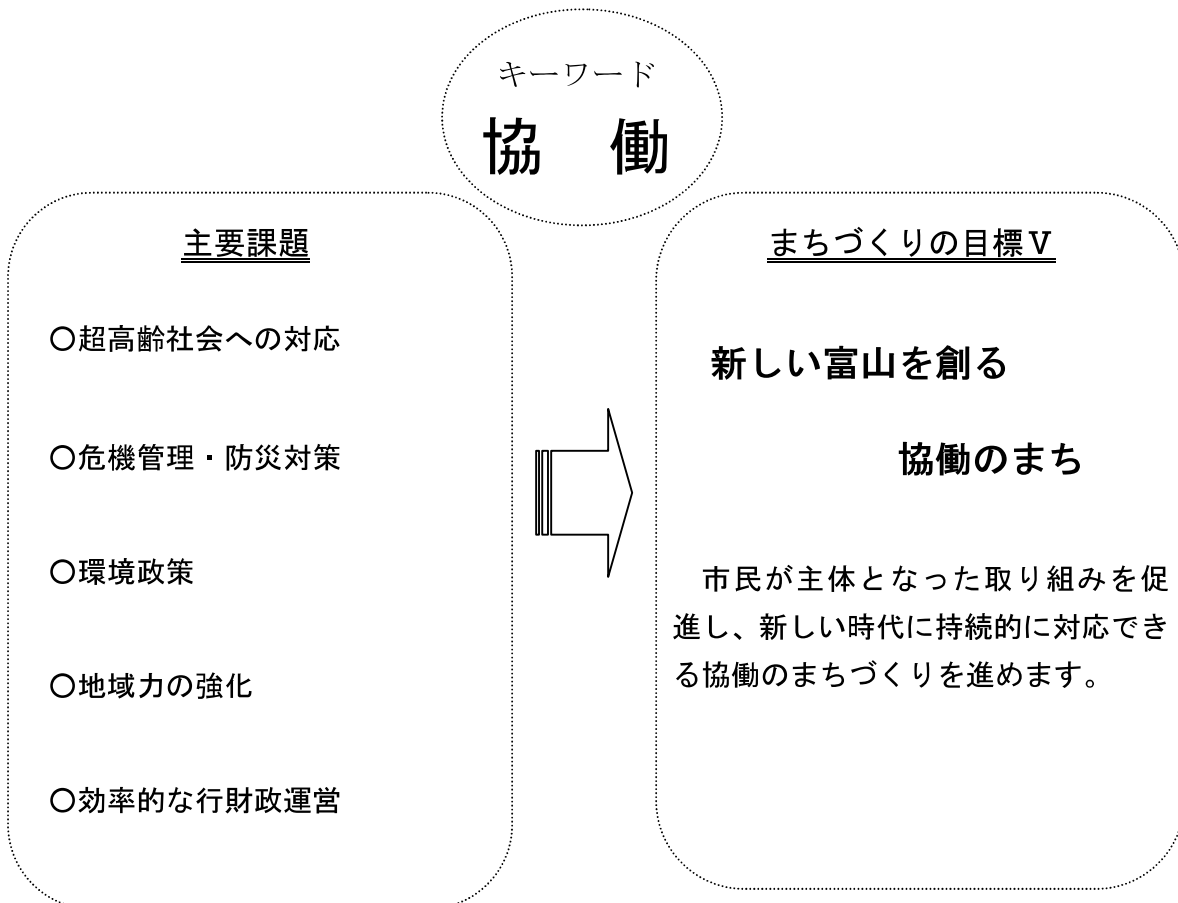 キーワード
協　働
主要課題
○超高齢社会への対応
○危機管理・防災対策
○環境政策
○地域力の強化
○効率的な行財政運営
まちづくりの目標Ⅴ
新しい富山を創る
協働のまち
市民が主体となった取り組みを促
進し、新しい時代に持続的に対応でき
る協働のまちづくりを進めます。